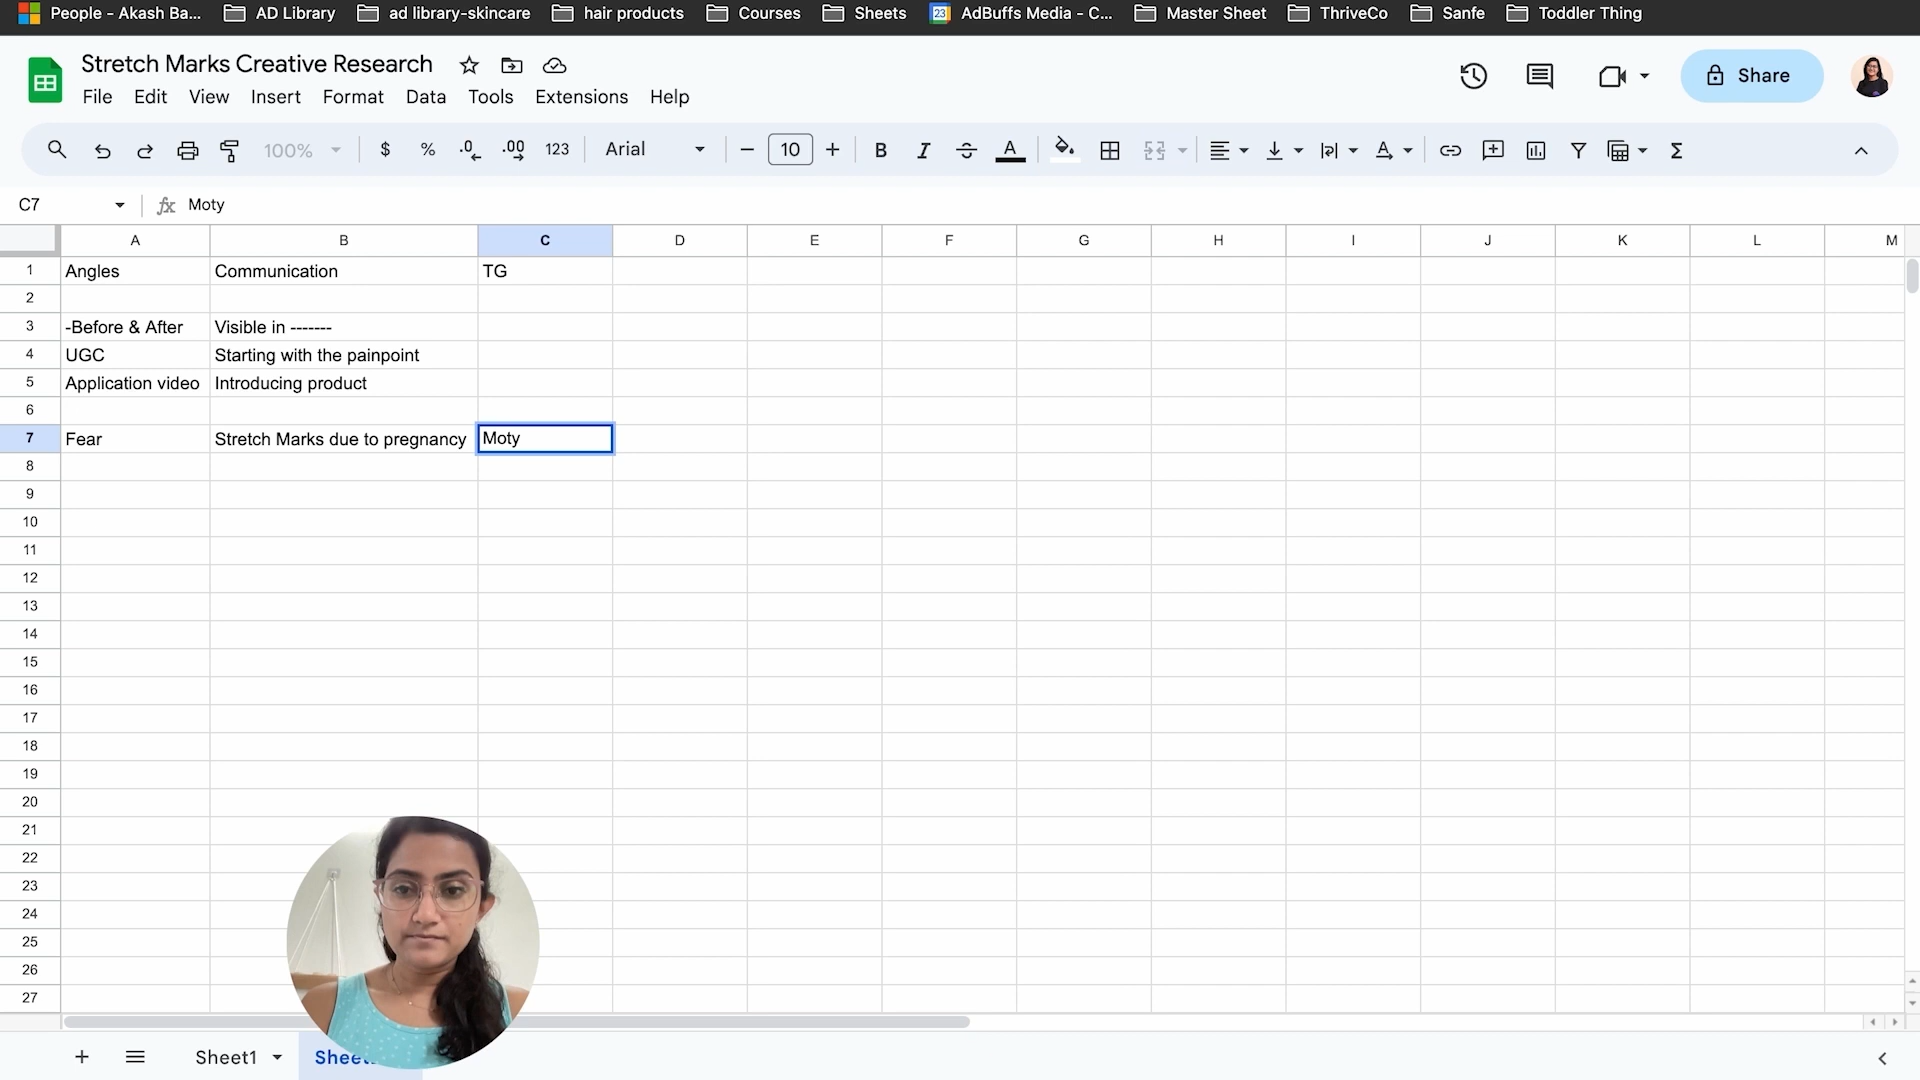 People - Akash Ba... AD Library ad library-skincare hair products Courses Sheets 23 AdBuffs Media - C... Master Sheet ThriveCo Sanfe Toddler Thing
Stretch Marks Creative Research
Share
File Edit View Insert Format Data Tools Extensions Help
100% $ % .0 .00 123 Arial 10 B I A Σ
C7 fx Moty
A B C D E F G H I J K L M
1 Angles Communication TG
2
3 -Before & After Visible in -------
4 UGC Starting with the painpoint
5 Application video Introducing product
6
7 Fear Stretch Marks due to pregnancy Moty
8
9
10
11
12
13
14
15
16
17
18
19
20
21
22
23
24
25
26
27
Sheet1